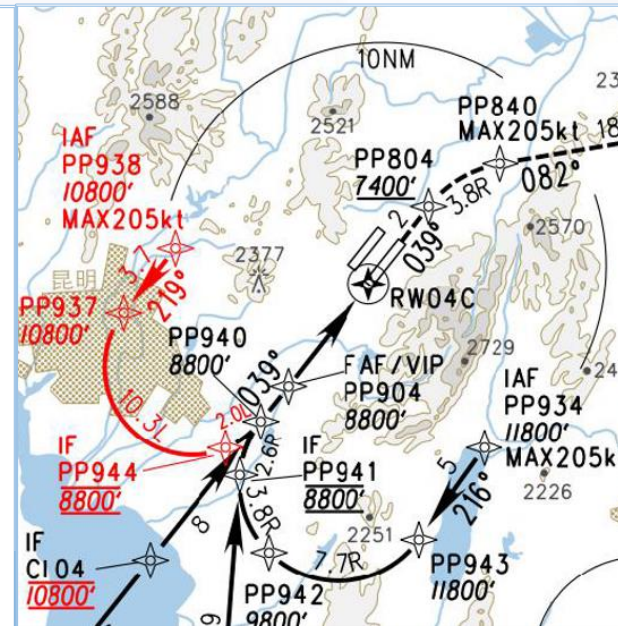 10NM
2588
IAF
PP938
10800'
MAX205kt
2521
PP840
MAX205kt
18
PP804
7400'
3.8R
082°
2
039°
2570
3.7
219°
2377
昆明
PP937
10800'
RW04C
PP940
8800'
039°
FAF/VIP
PP904
8800'
2729
IAF
PP934
11800'
MAX205k
10.3L
2.0L
IF
PP944
8800'
2.6R
IF
PP941
8800'
3.8R
5
216°
2226
8
2251
IF
CI04
10800'
7.7R
PP943
11800'
PP942
9800'